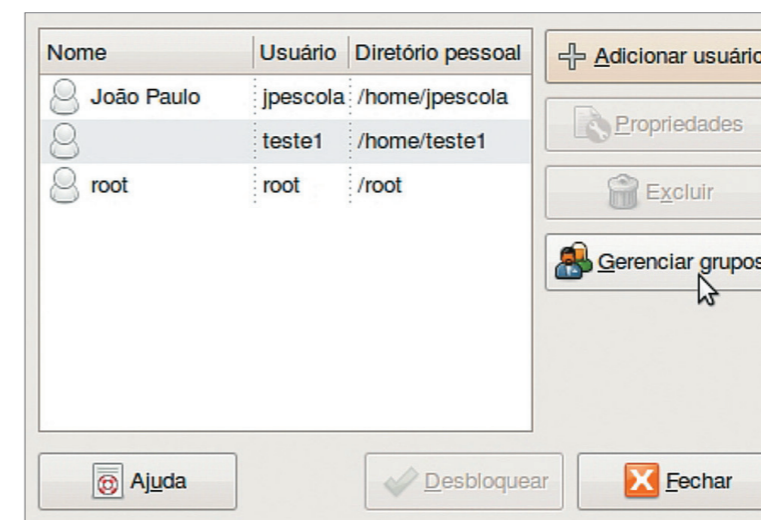 Nome Usuário Diretório pessoal
João Paulo jpescola /home/jpescola
teste1 /home/teste1
root root /root
Adicionar usuário
Propriedades
Excluir
Gerenciar grupos
Ajuda
Desbloquear
Fechar